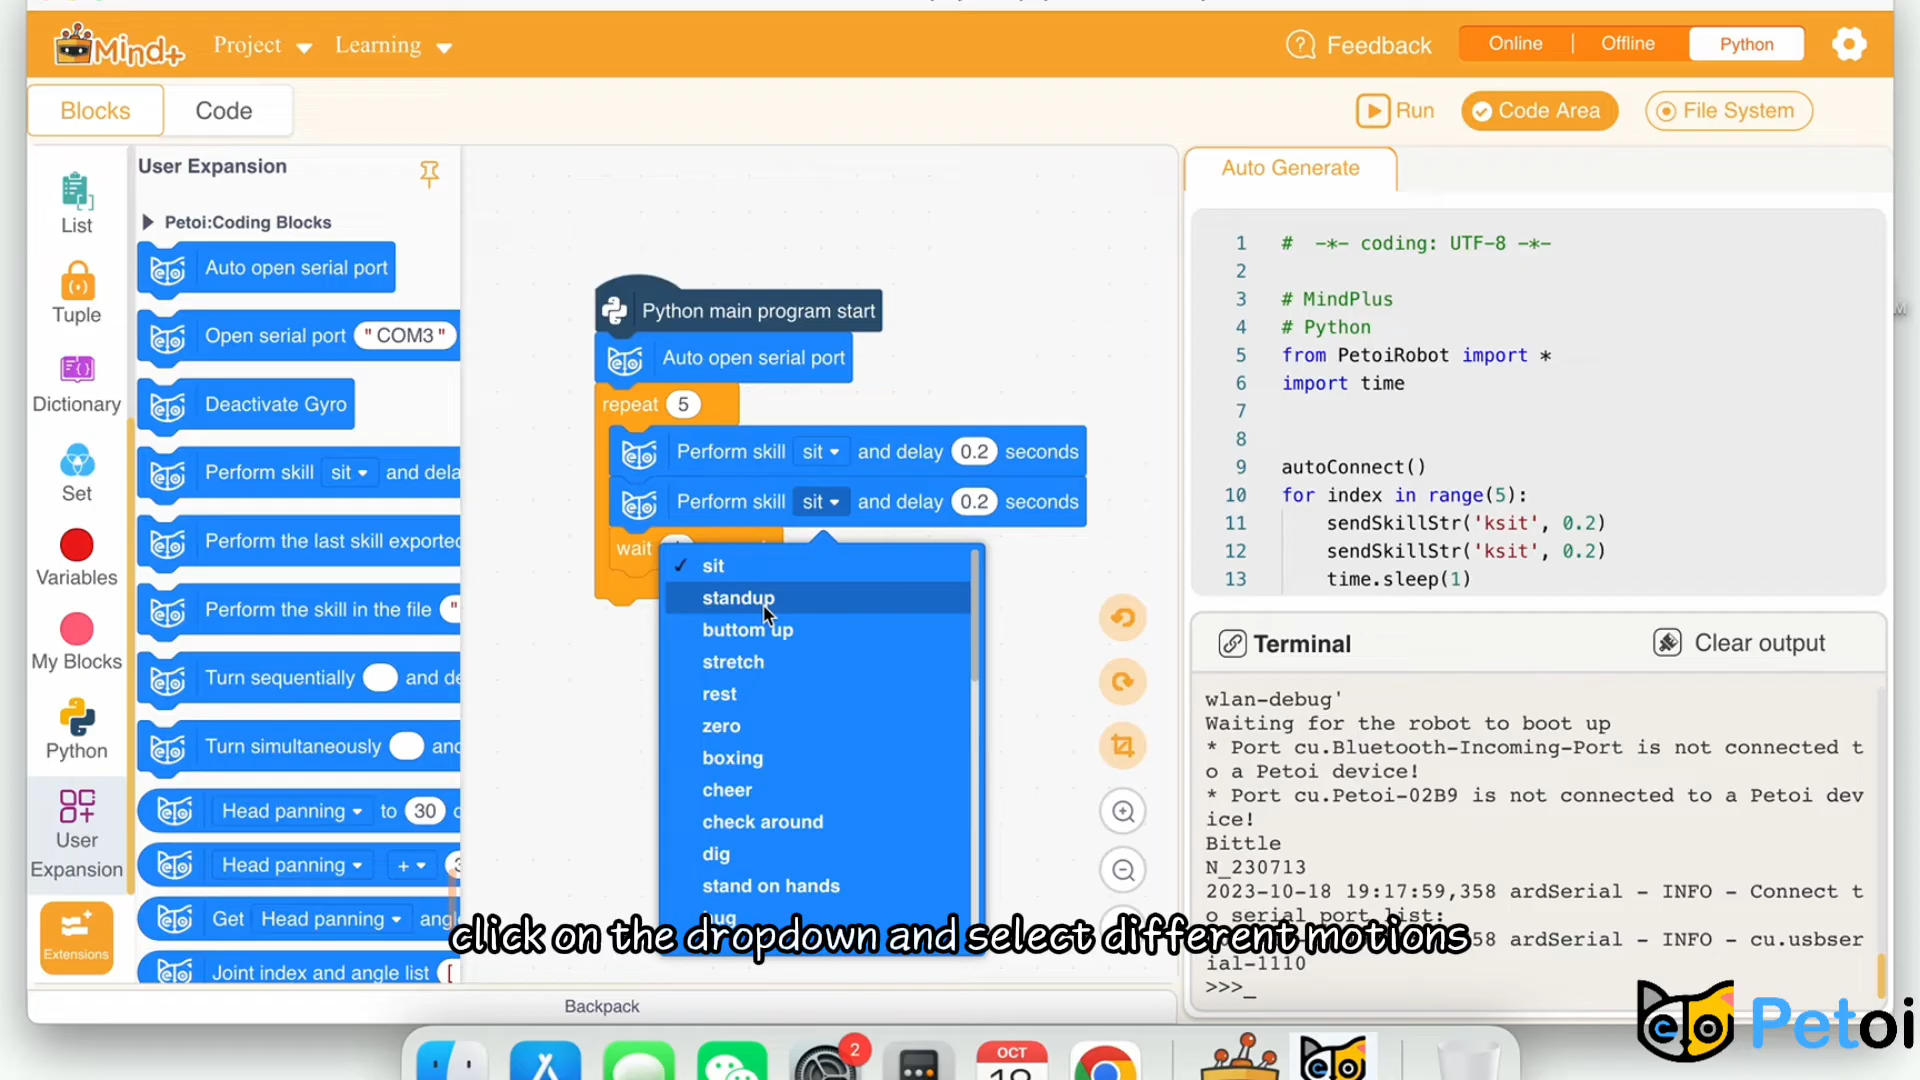 Mind+
Project
Learning
Feedback
Online
Offline
Python
Blocks
Code
Run
Code Area
File System
List
Tuple
Dictionary
Set
Variables
My Blocks
Python
User
Expansion
Extensions
User Expansion
Petoi:Coding Blocks
Auto open serial port
Open serial port " COM3 "
Deactivate Gyro
Perform skill sit and dela
Perform the last skill exported
Perform the skill in the file "
Turn sequentially and de
Turn simultaneously and
Head panning to 30
Head panning +
Get Head panning ang
Joint index and angle list [
Python main program start
Auto open serial port
repeat 5
Perform skill sit and delay 0.2 seconds
Perform skill sit and delay 0.2 seconds
wait
✓ sit
standup
buttom up
stretch
rest
zero
boxing
cheer
check around
dig
stand on hands
hug
click on the dropdown and select different motions
Backpack
Auto Generate
1 # -*- coding: UTF-8 -*-
2
3 # MindPlus
4 # Python
5 from PetoiRobot import *
6 import time
7
8
9 autoConnect()
10 for index in range(5):
11 sendSkillStr('ksit', 0.2)
12 sendSkillStr('ksit', 0.2)
13 time.sleep(1)
Terminal
Clear output
wlan-debug'
Waiting for the robot to boot up
* Port cu.Bluetooth-Incoming-Port is not connected t
o a Petoi device!
* Port cu.Petoi-02B9 is not connected to a Petoi dev
ice!
Bittle
N_230713
2023-10-18 19:17:59,358 ardSerial - INFO - Connect t
o serial port list:
58 ardSerial - INFO - cu.usbser
ial-1110
>>>_
2
OCT
Petoi